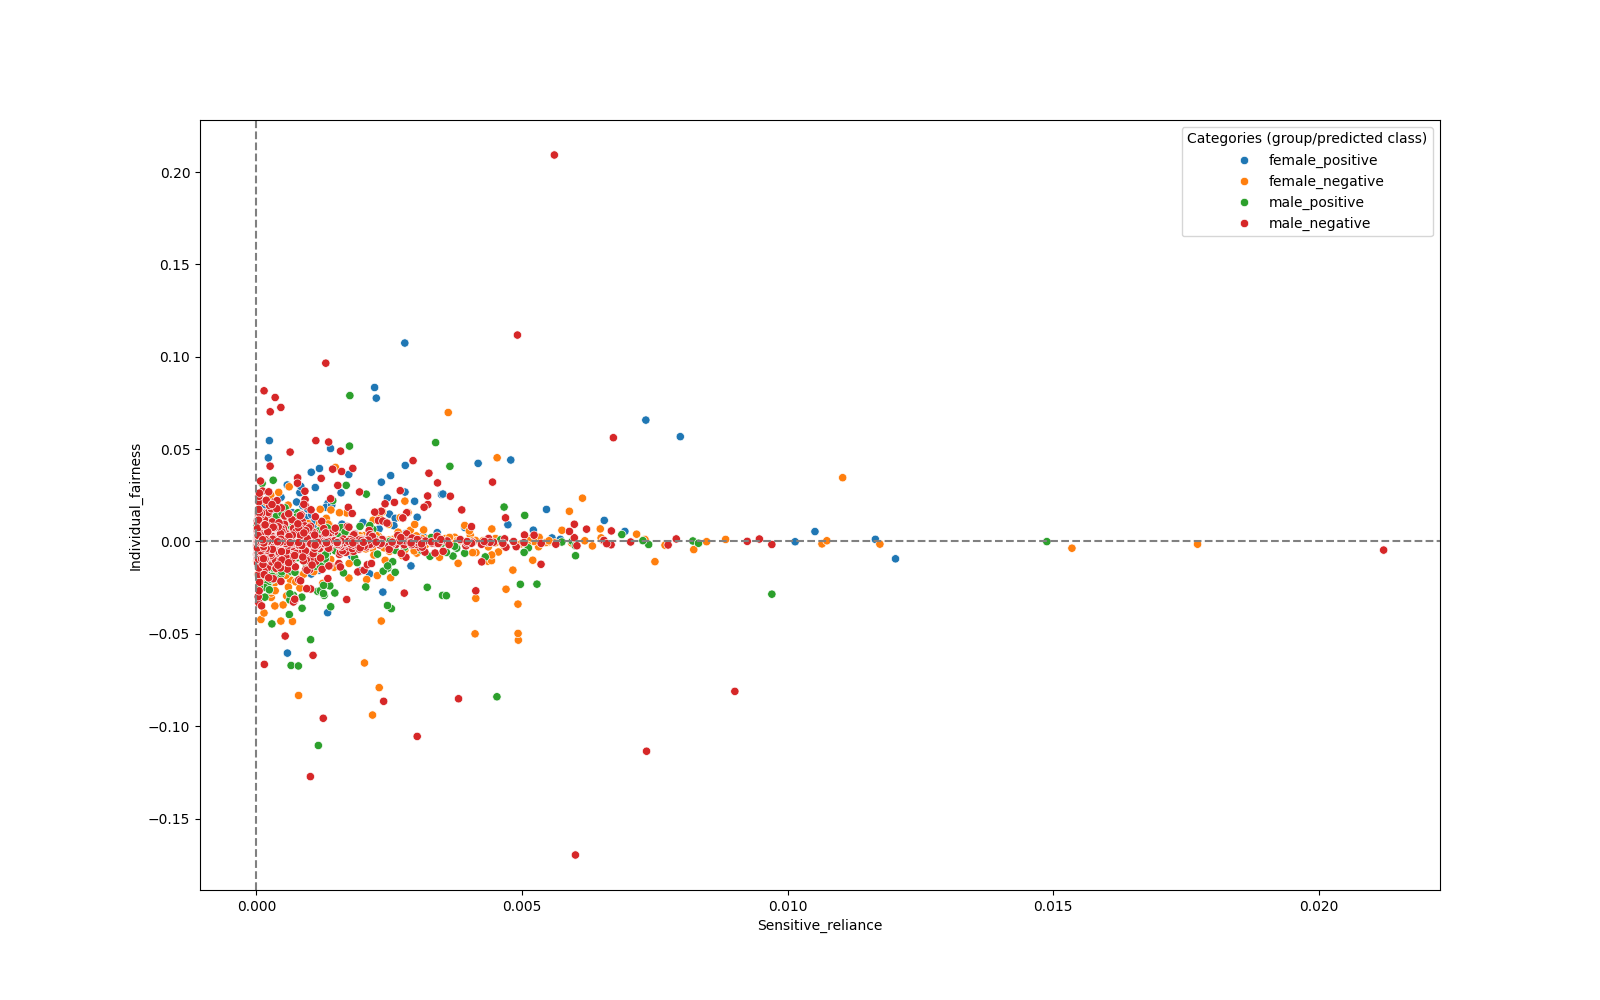 Categories (group/predicted class)
female_positive
female_negative
male_positive
male_negative
0.20
0.15
0.10
0.05
0.00
−0.05
−0.10
−0.15
Individual_fairness
0.000
0.005
0.010
0.015
0.020
Sensitive_reliance